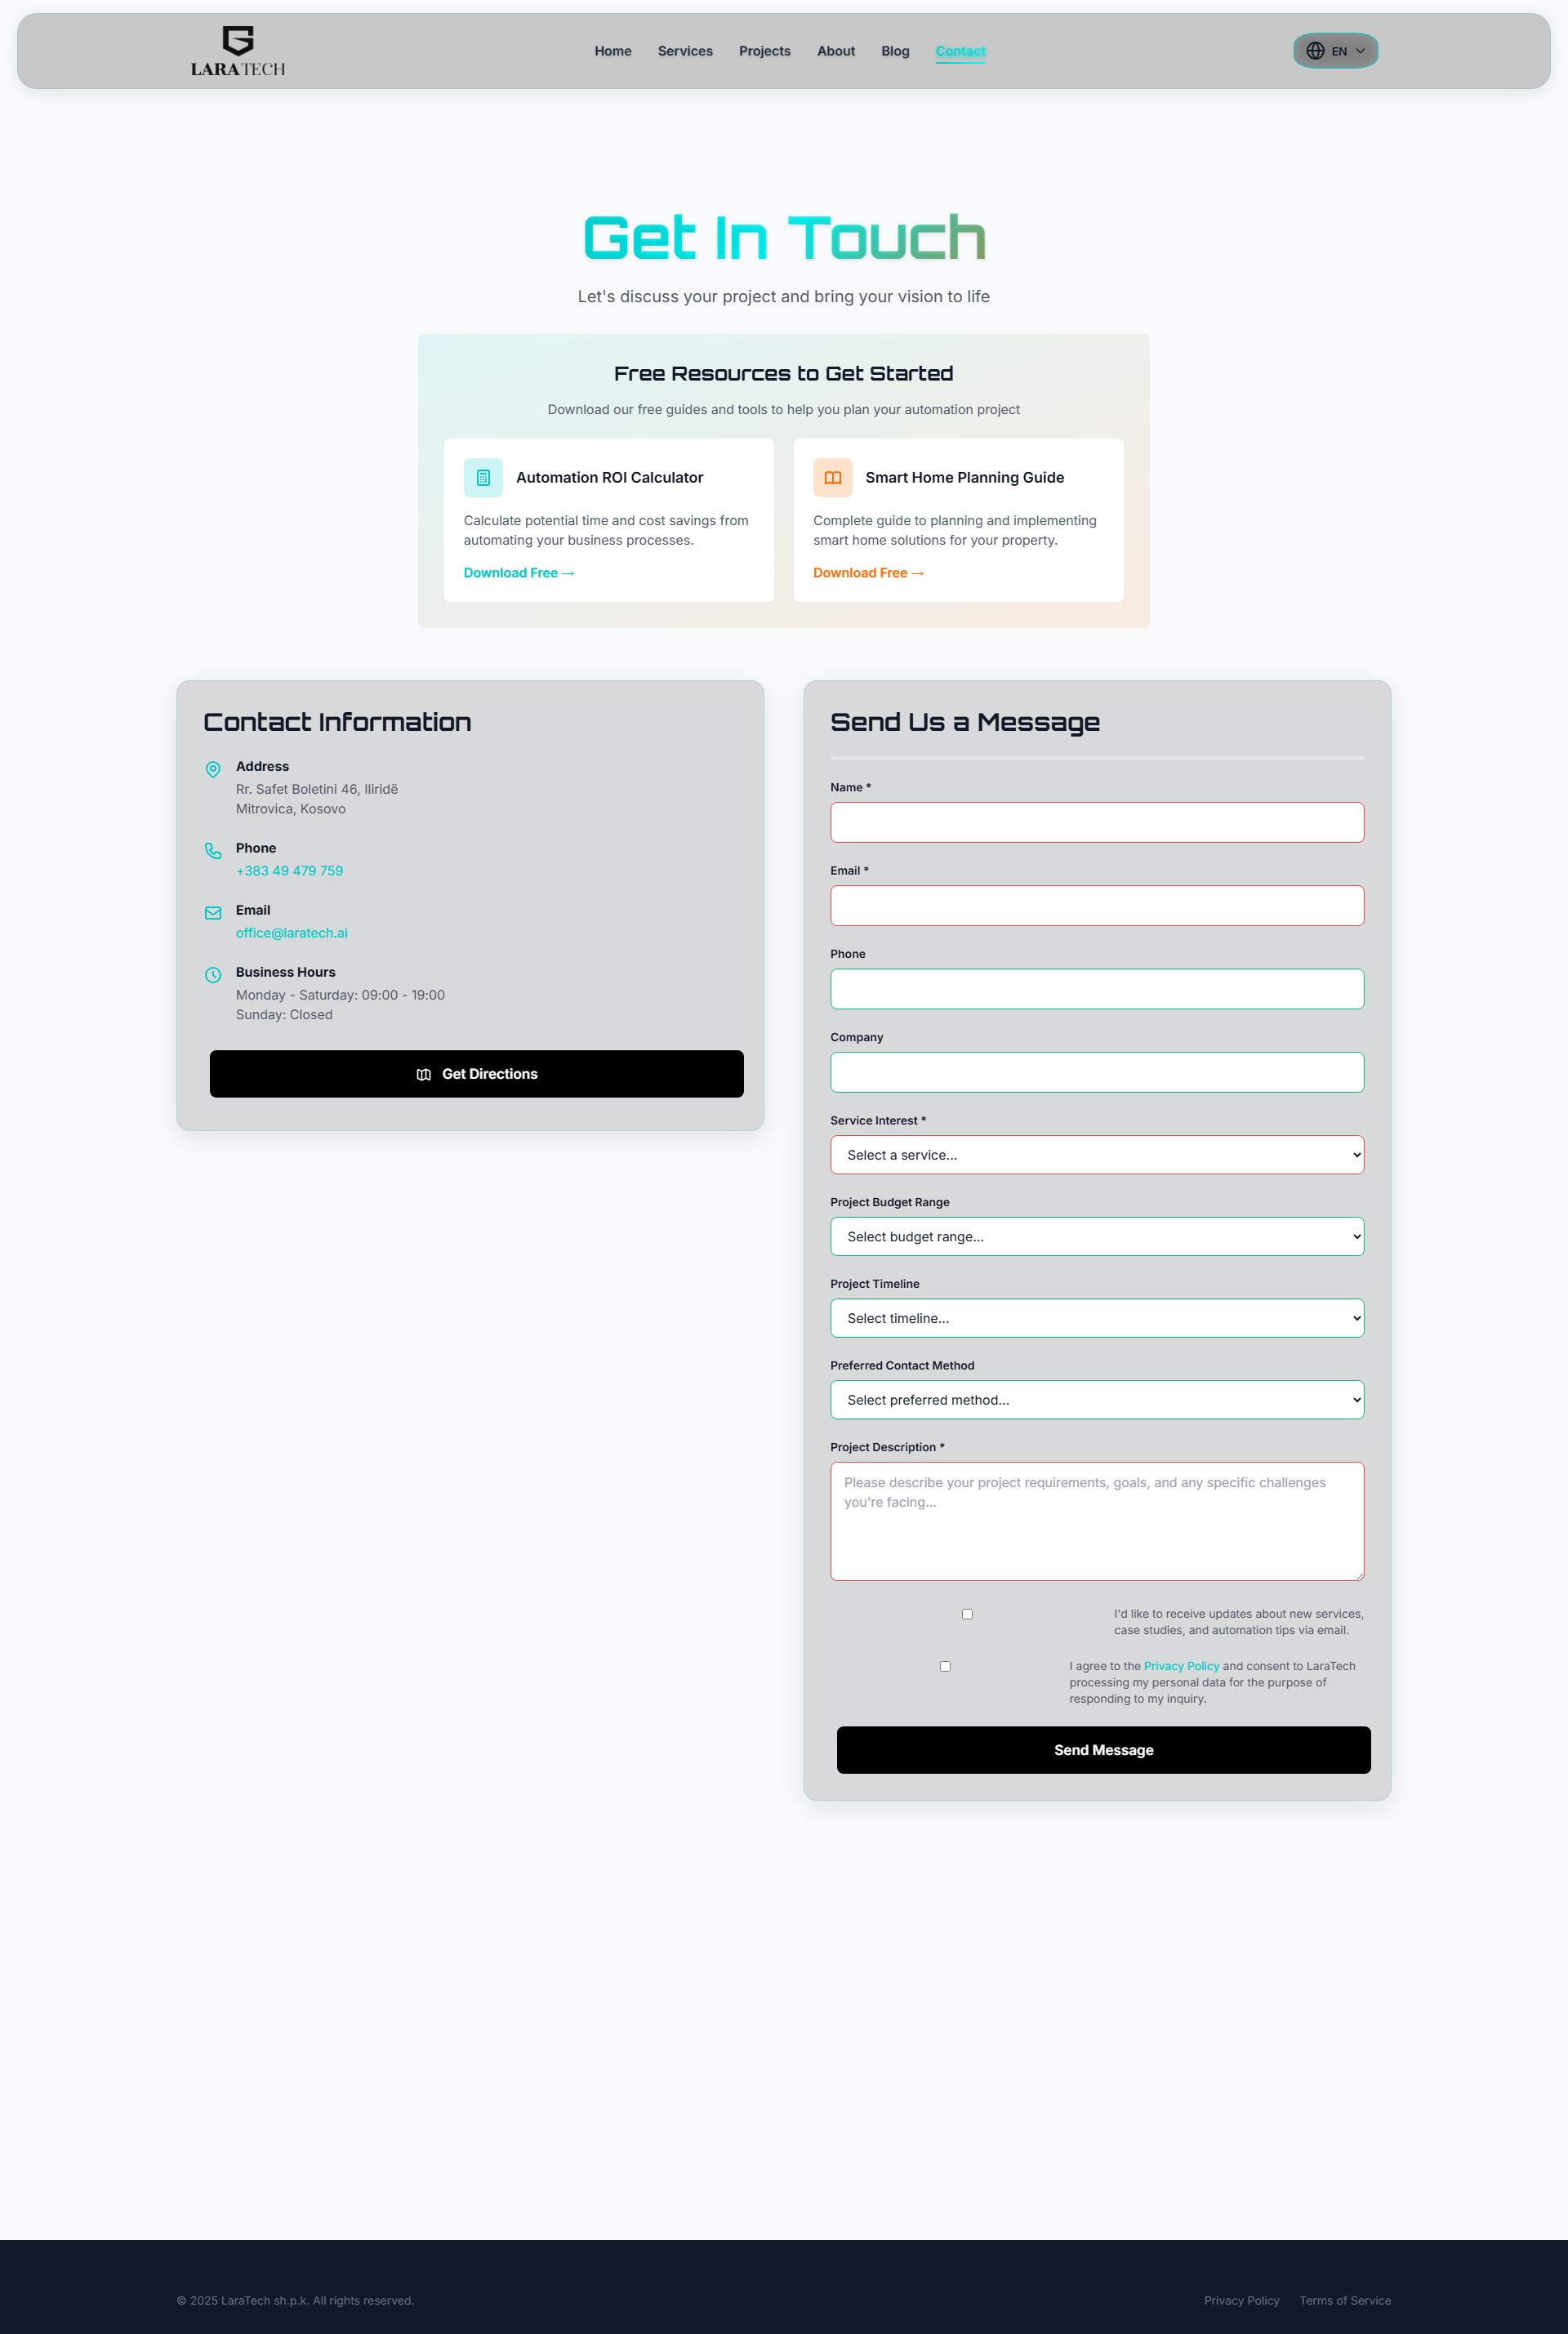 LARATECH
Home Services Projects About Blog Contact
EN
Get In Touch
Let's discuss your project and bring your vision to life
Free Resources to Get Started
Download our free guides and tools to help you plan your automation project
Automation ROI Calculator
Calculate potential time and cost savings from
automating your business processes.
Download Free →
Smart Home Planning Guide
Complete guide to planning and implementing
smart home solutions for your property.
Download Free →
Contact Information
Address
Rr. Safet Boletini 46, Iliridë
Mitrovica, Kosovo
Phone
+383 49 479 759
Email
office@laratech.ai
Business Hours
Monday - Saturday: 09:00 - 19:00
Sunday: Closed
Get Directions
Send Us a Message
Name *
Email *
Phone
Company
Service Interest *
Select a service...
Project Budget Range
Select budget range...
Project Timeline
Select timeline...
Preferred Contact Method
Select preferred method...
Project Description *
Please describe your project requirements, goals, and any specific challenges
you're facing...
I'd like to receive updates about new services,
case studies, and automation tips via email.
I agree to the Privacy Policy and consent to LaraTech
processing my personal data for the purpose of
responding to my inquiry.
Send Message
© 2025 LaraTech sh.p.k. All rights reserved.
Privacy Policy Terms of Service